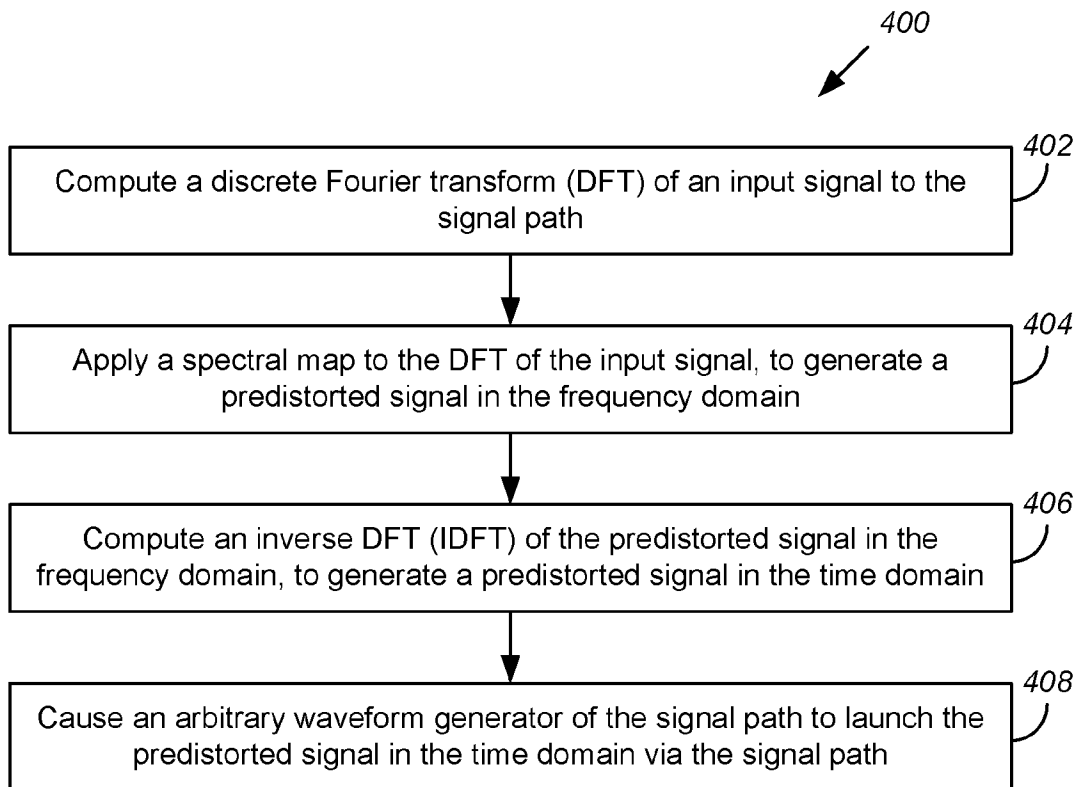 400
402
Compute a discrete Fourier transform (DFT) of an input signal to the
signal path
404
Apply a spectral map to the DFT of the input signal, to generate a
predistorted signal in the frequency domain
406
Compute an inverse DFT (IDFT) of the predistorted signal in the
frequency domain, to generate a predistorted signal in the time domain
408
Cause an arbitrary waveform generator of the signal path to launch the
predistorted signal in the time domain via the signal path